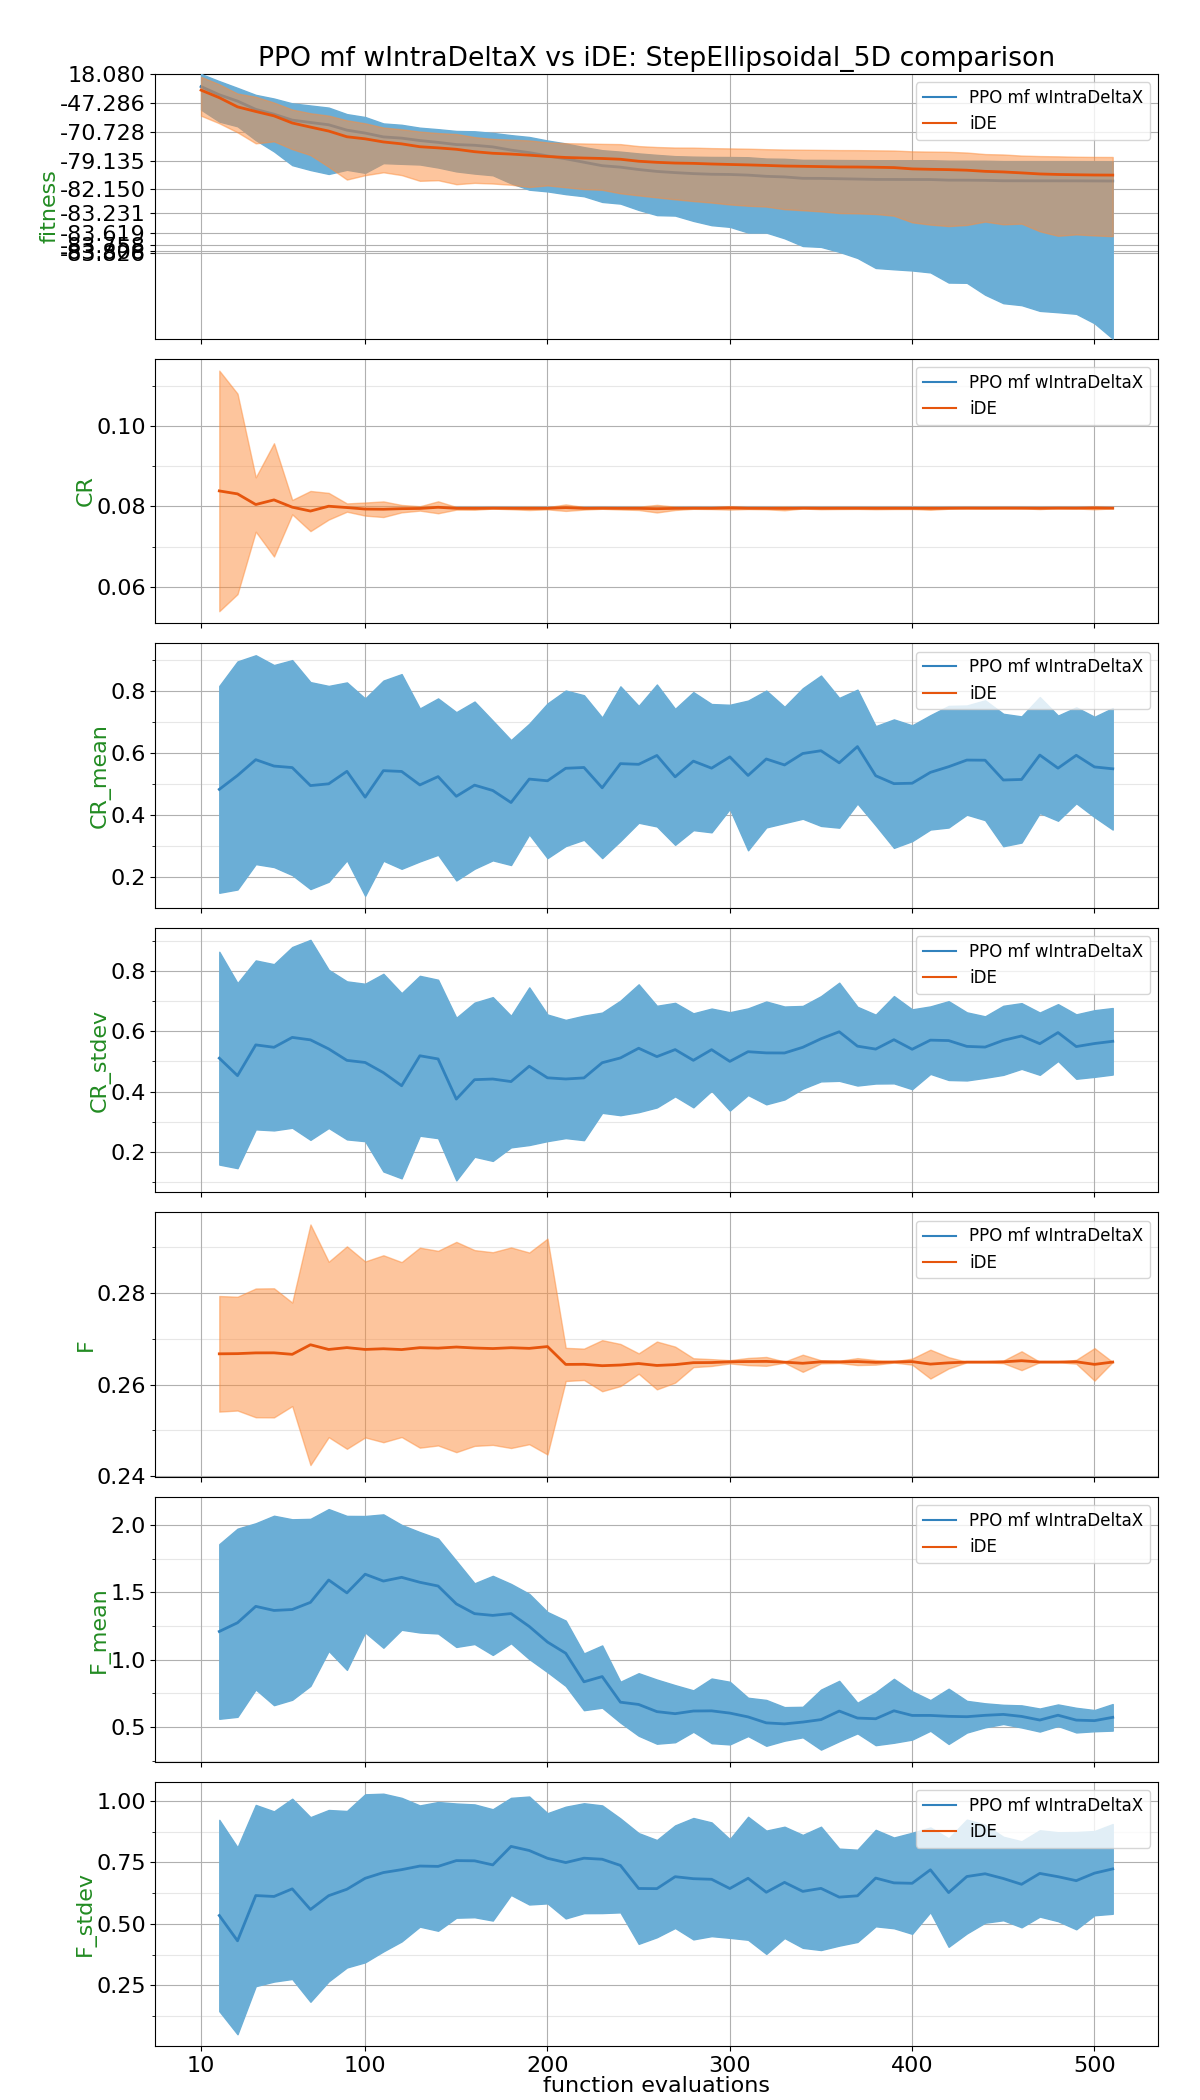 PPO mf wIntraDeltaX vs iDE: StepEllipsoidal_5D comparison
18.080
-47.286
-70.728
-79.135
-82.150
-83.231
-83.619
fitness
PPO mf wIntraDeltaX
iDE
0.10
0.08
0.06
CR
PPO mf wIntraDeltaX
iDE
0.8
0.6
0.4
0.2
CR_mean
PPO mf wIntraDeltaX
iDE
0.8
0.6
0.4
0.2
CR_stdev
PPO mf wIntraDeltaX
iDE
0.28
0.26
0.24
F
PPO mf wIntraDeltaX
iDE
2.0
1.5
1.0
0.5
F_mean
PPO mf wIntraDeltaX
iDE
1.00
0.75
0.50
0.25
F_stdev
PPO mf wIntraDeltaX
iDE
10 100 200 300 400 500
function evaluations